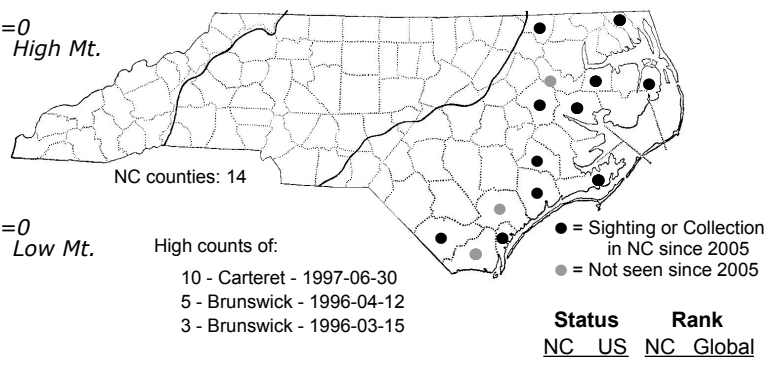 =0
High Mt.
NC counties: 14
=0
Low Mt.
High counts of:
10 - Carteret - 1997-06-30
5 - Brunswick - 1996-04-12
3 - Brunswick - 1996-03-15
= Sighting or Collection
in NC since 2005
= Not seen since 2005
Status Rank
NC US NC Global